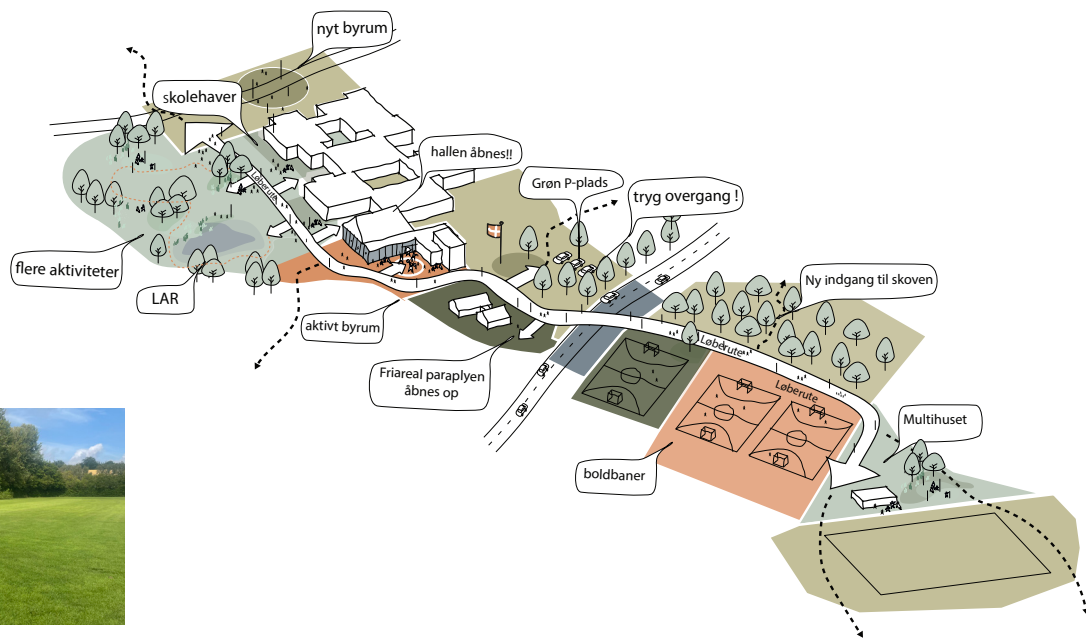 nyt byrum
skolehaver
hallen åbnes!!
Løberute
Grøn P-plads
tryg overgang !
flere aktiviteter
LAR
Ny indgang til skoven
aktivt byrum
Løberute
Friareal paraplyen
åbnes op
Løberute
Multihuset
boldbaner